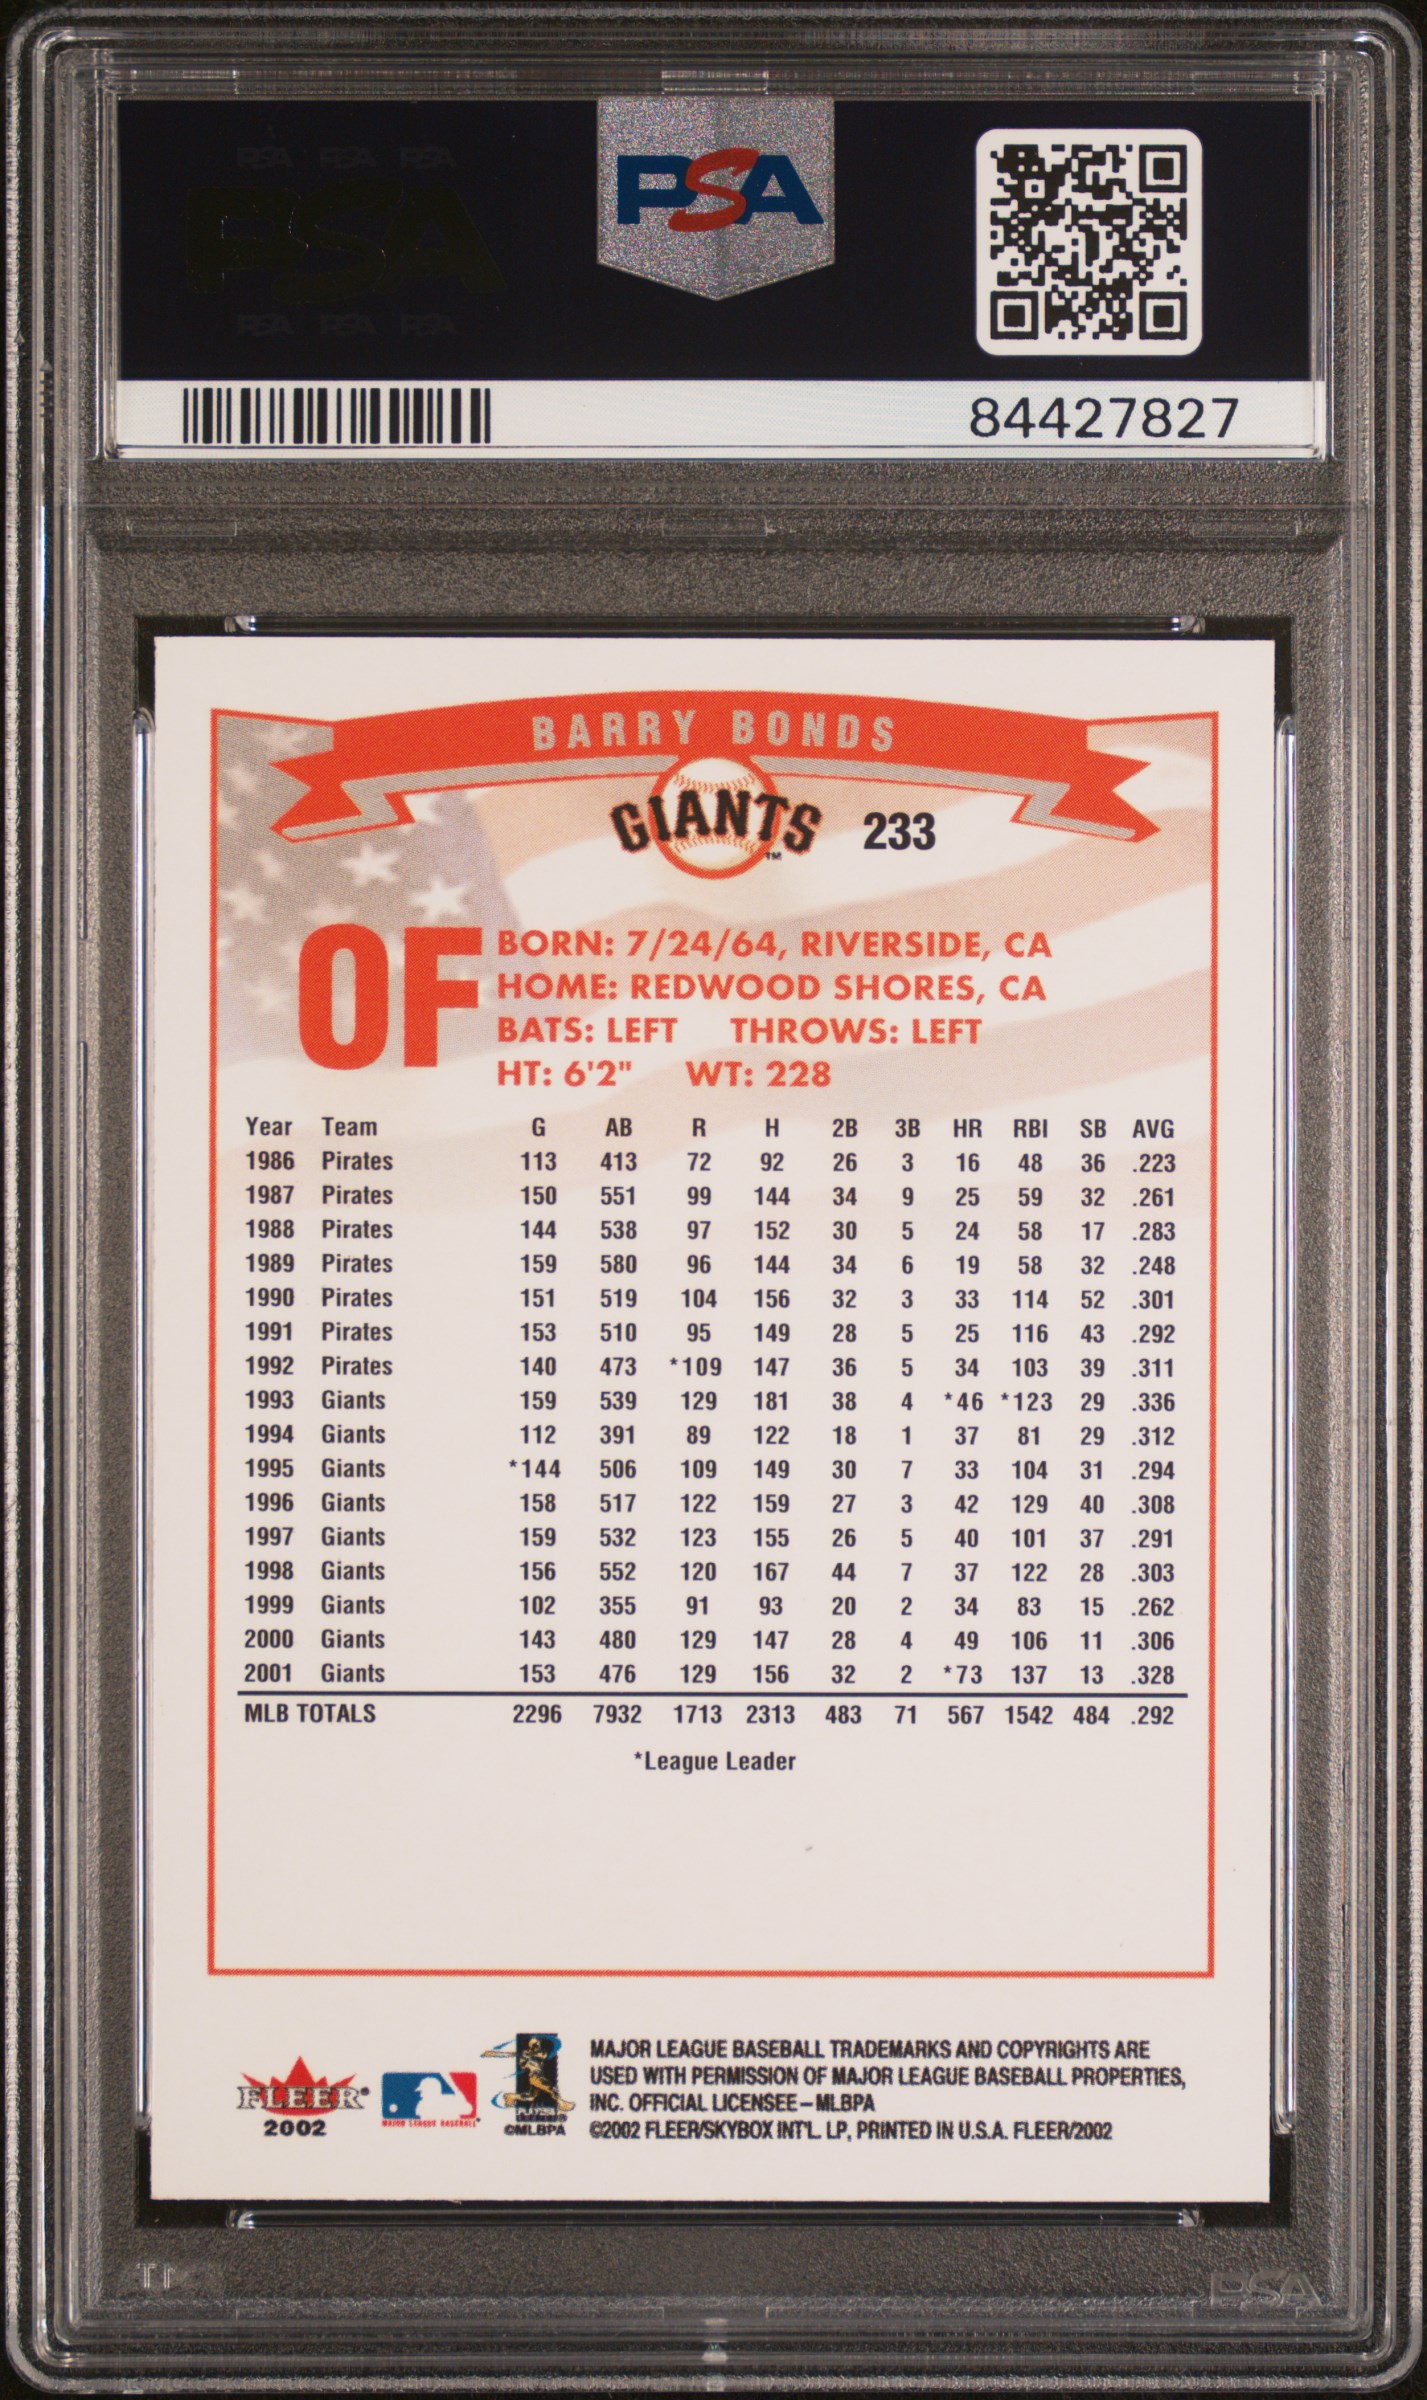 PSA PSA PSA
PSA
PSA PSA PSA
PSA
84427827
BARRY BONDS
GIANTS
TM
233
OF
BORN: 7/24/64, RIVERSIDE, CA
HOME: REDWOOD SHORES, CA
BATS: LEFT THROWS: LEFT
HT: 6'2" WT: 228
Year Team G AB R H 2B 3B HR RBI SB AVG
1986 Pirates 113 413 72 92 26 3 16 48 36 .223
1987 Pirates 150 551 99 144 34 9 25 59 32 .261
1988 Pirates 144 538 97 152 30 5 24 58 17 .283
1989 Pirates 159 580 96 144 34 6 19 58 32 .248
1990 Pirates 151 519 104 156 32 3 33 114 52 .301
1991 Pirates 153 510 95 149 28 5 25 116 43 .292
1992 Pirates 140 473 *109 147 36 5 34 103 39 .311
1993 Giants 159 539 129 181 38 4 *46 *123 29 .336
1994 Giants 112 391 89 122 18 1 37 81 29 .312
1995 Giants *144 506 109 149 30 7 33 104 31 .294
1996 Giants 158 517 122 159 27 3 42 129 40 .308
1997 Giants 159 532 123 155 26 5 40 101 37 .291
1998 Giants 156 552 120 167 44 7 37 122 28 .303
1999 Giants 102 355 91 93 20 2 34 83 15 .262
2000 Giants 143 480 129 147 28 4 49 106 11 .306
2001 Giants 153 476 129 156 32 2 *73 137 13 .328
MLB TOTALS 2296 7932 1713 2313 483 71 567 1542 484 .292
*League Leader
FLEER®
2002
MAJOR LEAGUE BASEBALL
©MLBPA
MAJOR LEAGUE BASEBALL TRADEMARKS AND COPYRIGHTS ARE
USED WITH PERMISSION OF MAJOR LEAGUE BASEBALL PROPERTIES,
INC. OFFICIAL LICENSEE–MLBPA
©2002 FLEER/SKYBOX INT'L. LP, PRINTED IN U.S.A. FLEER/2002
PSA